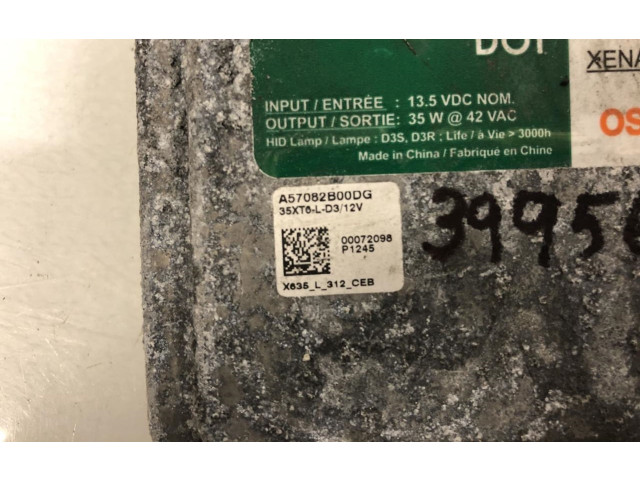 DOT
XENA
INPUT / ENTRÉE : 13.5 VDC NOM.
OUTPUT / SORTIE: 35 W @ 42 VAC
OS
HID Lamp / Lampe : D3S, D3R ; Life / à Vie > 3000h
Made in China / Fabriqué en Chine
A57082B00DG
35XT6-L-D3/12V
00072098
P1245
X635_L_312_CEB
39956